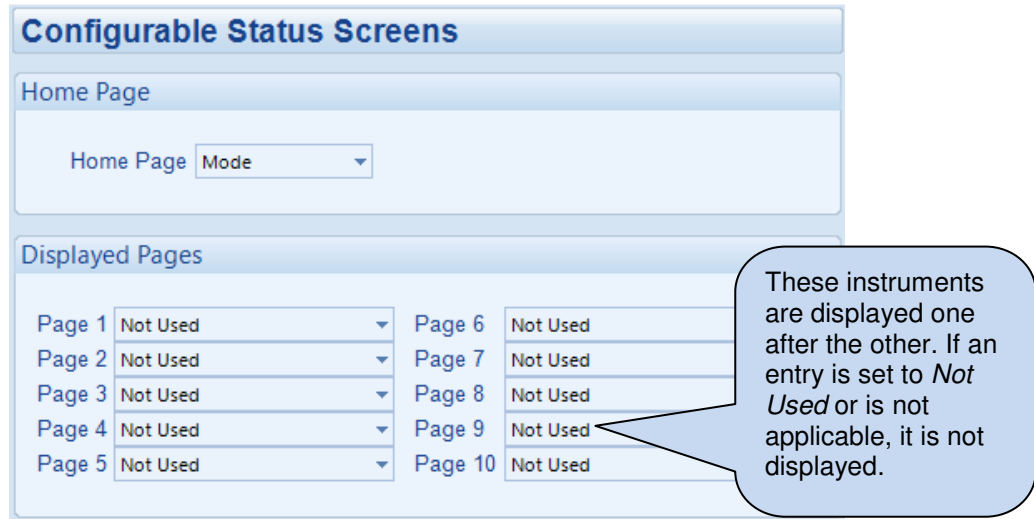 Configurable Status Screens
Home Page
Home Page Mode
Displayed Pages
Page 1 Not Used
Page 2 Not Used
Page 3 Not Used
Page 4 Not Used
Page 5 Not Used
Page 6 Not Used
Page 7 Not Used
Page 8 Not Used
Page 9 Not Used
Page 10 Not Used
These instruments
are displayed one
after the other. If an
entry is set to Not
Used or is not
applicable, it is not
displayed.